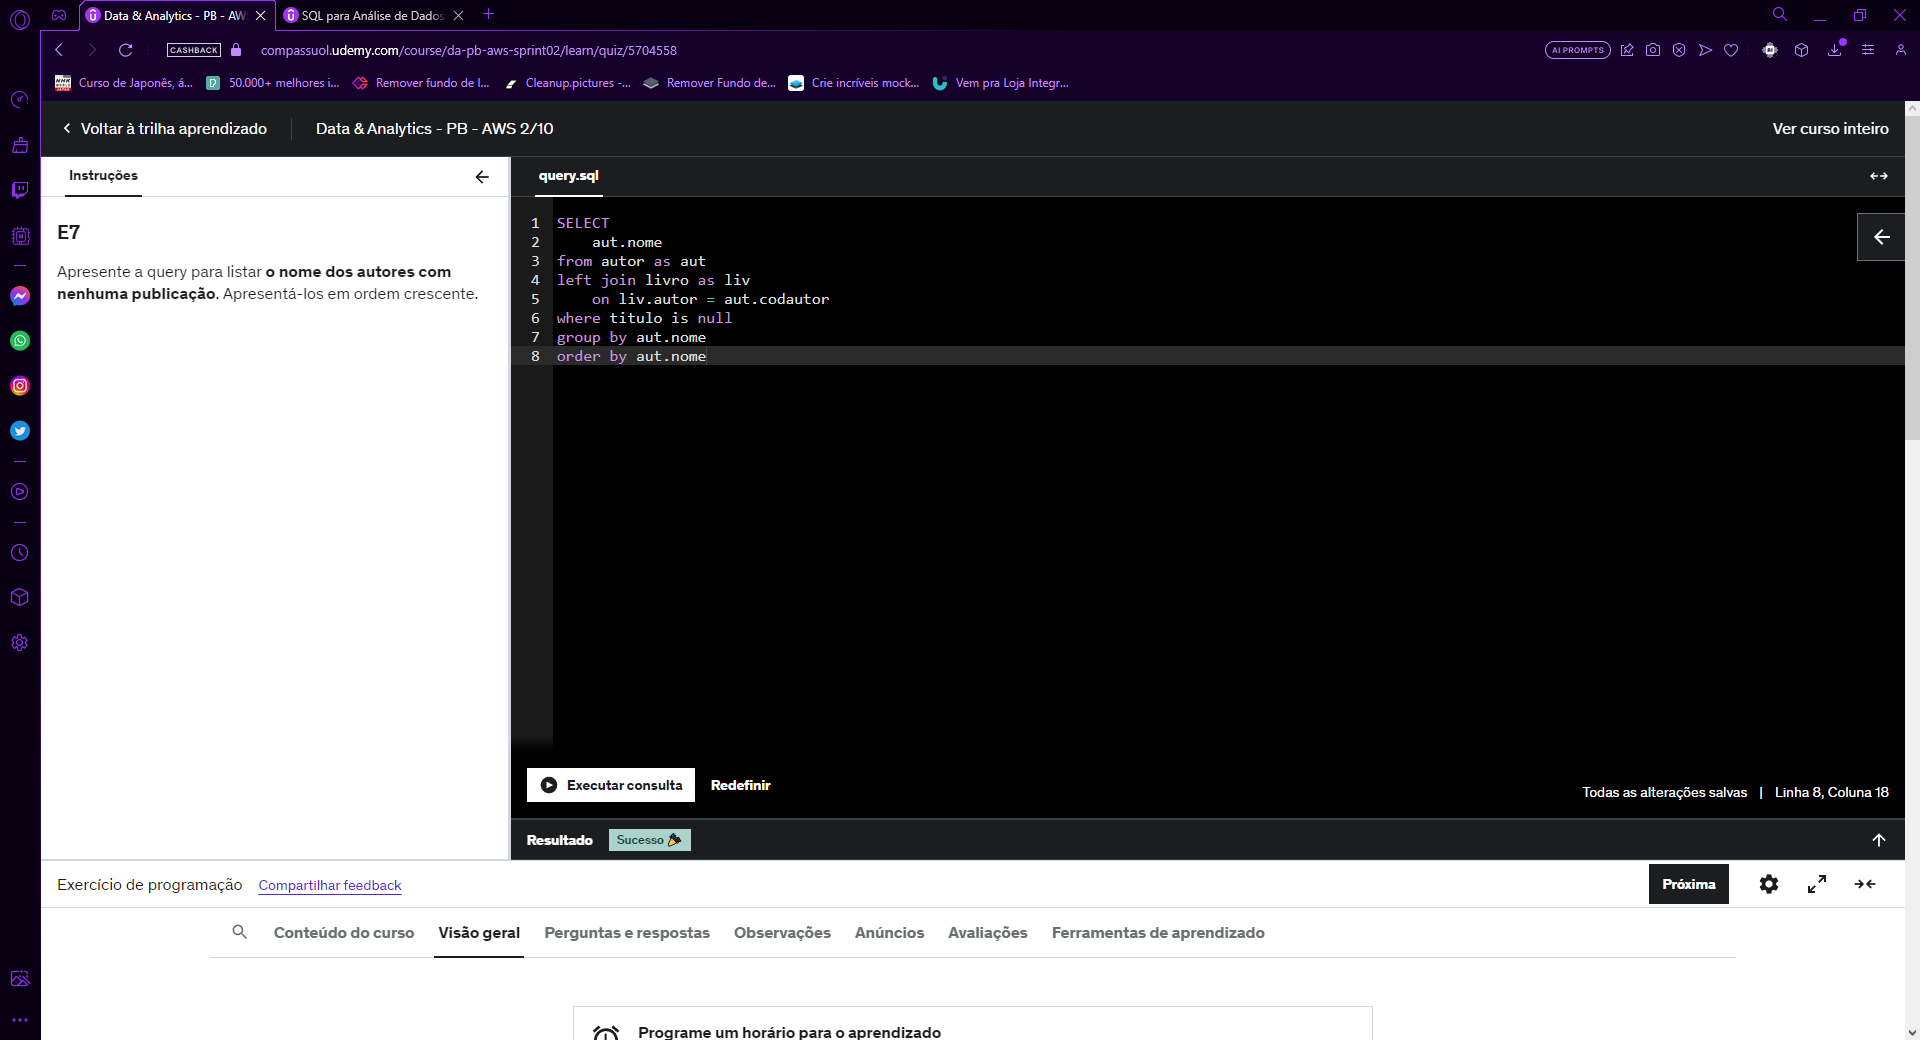 Data & Analytics - PB - AW
SQL para Análise de Dados
CASHBACK
compassuol.udemy.com/course/da-pb-aws-sprint02/learn/quiz/5704558
AI PROMPTS
Curso de Japonês, á...
50.000+ melhores i...
Remover fundo de I...
Cleanup.pictures -...
Remover Fundo de...
Crie incríveis mock...
Vem pra Loja Integr...
Voltar à trilha aprendizado
Data & Analytics - PB - AWS 2/10
Ver curso inteiro
Instruções
E7
Apresente a query para listar o nome dos autores com
nenhuma publicação. Apresentá-los em ordem crescente.
query.sql
1 SELECT
2 aut.nome
3 from autor as aut
4 left join livro as liv
5 on liv.autor = aut.codautor
6 where titulo is null
7 group by aut.nome
8 order by aut.nome
Executar consulta
Redefinir
Todas as alterações salvas | Linha 8, Coluna 18
Resultado
Sucesso
Exercício de programação
Compartilhar feedback
Próxima
Conteúdo do curso
Visão geral
Perguntas e respostas
Observações
Anúncios
Avaliações
Ferramentas de aprendizado
Programe um horário para o aprendizado